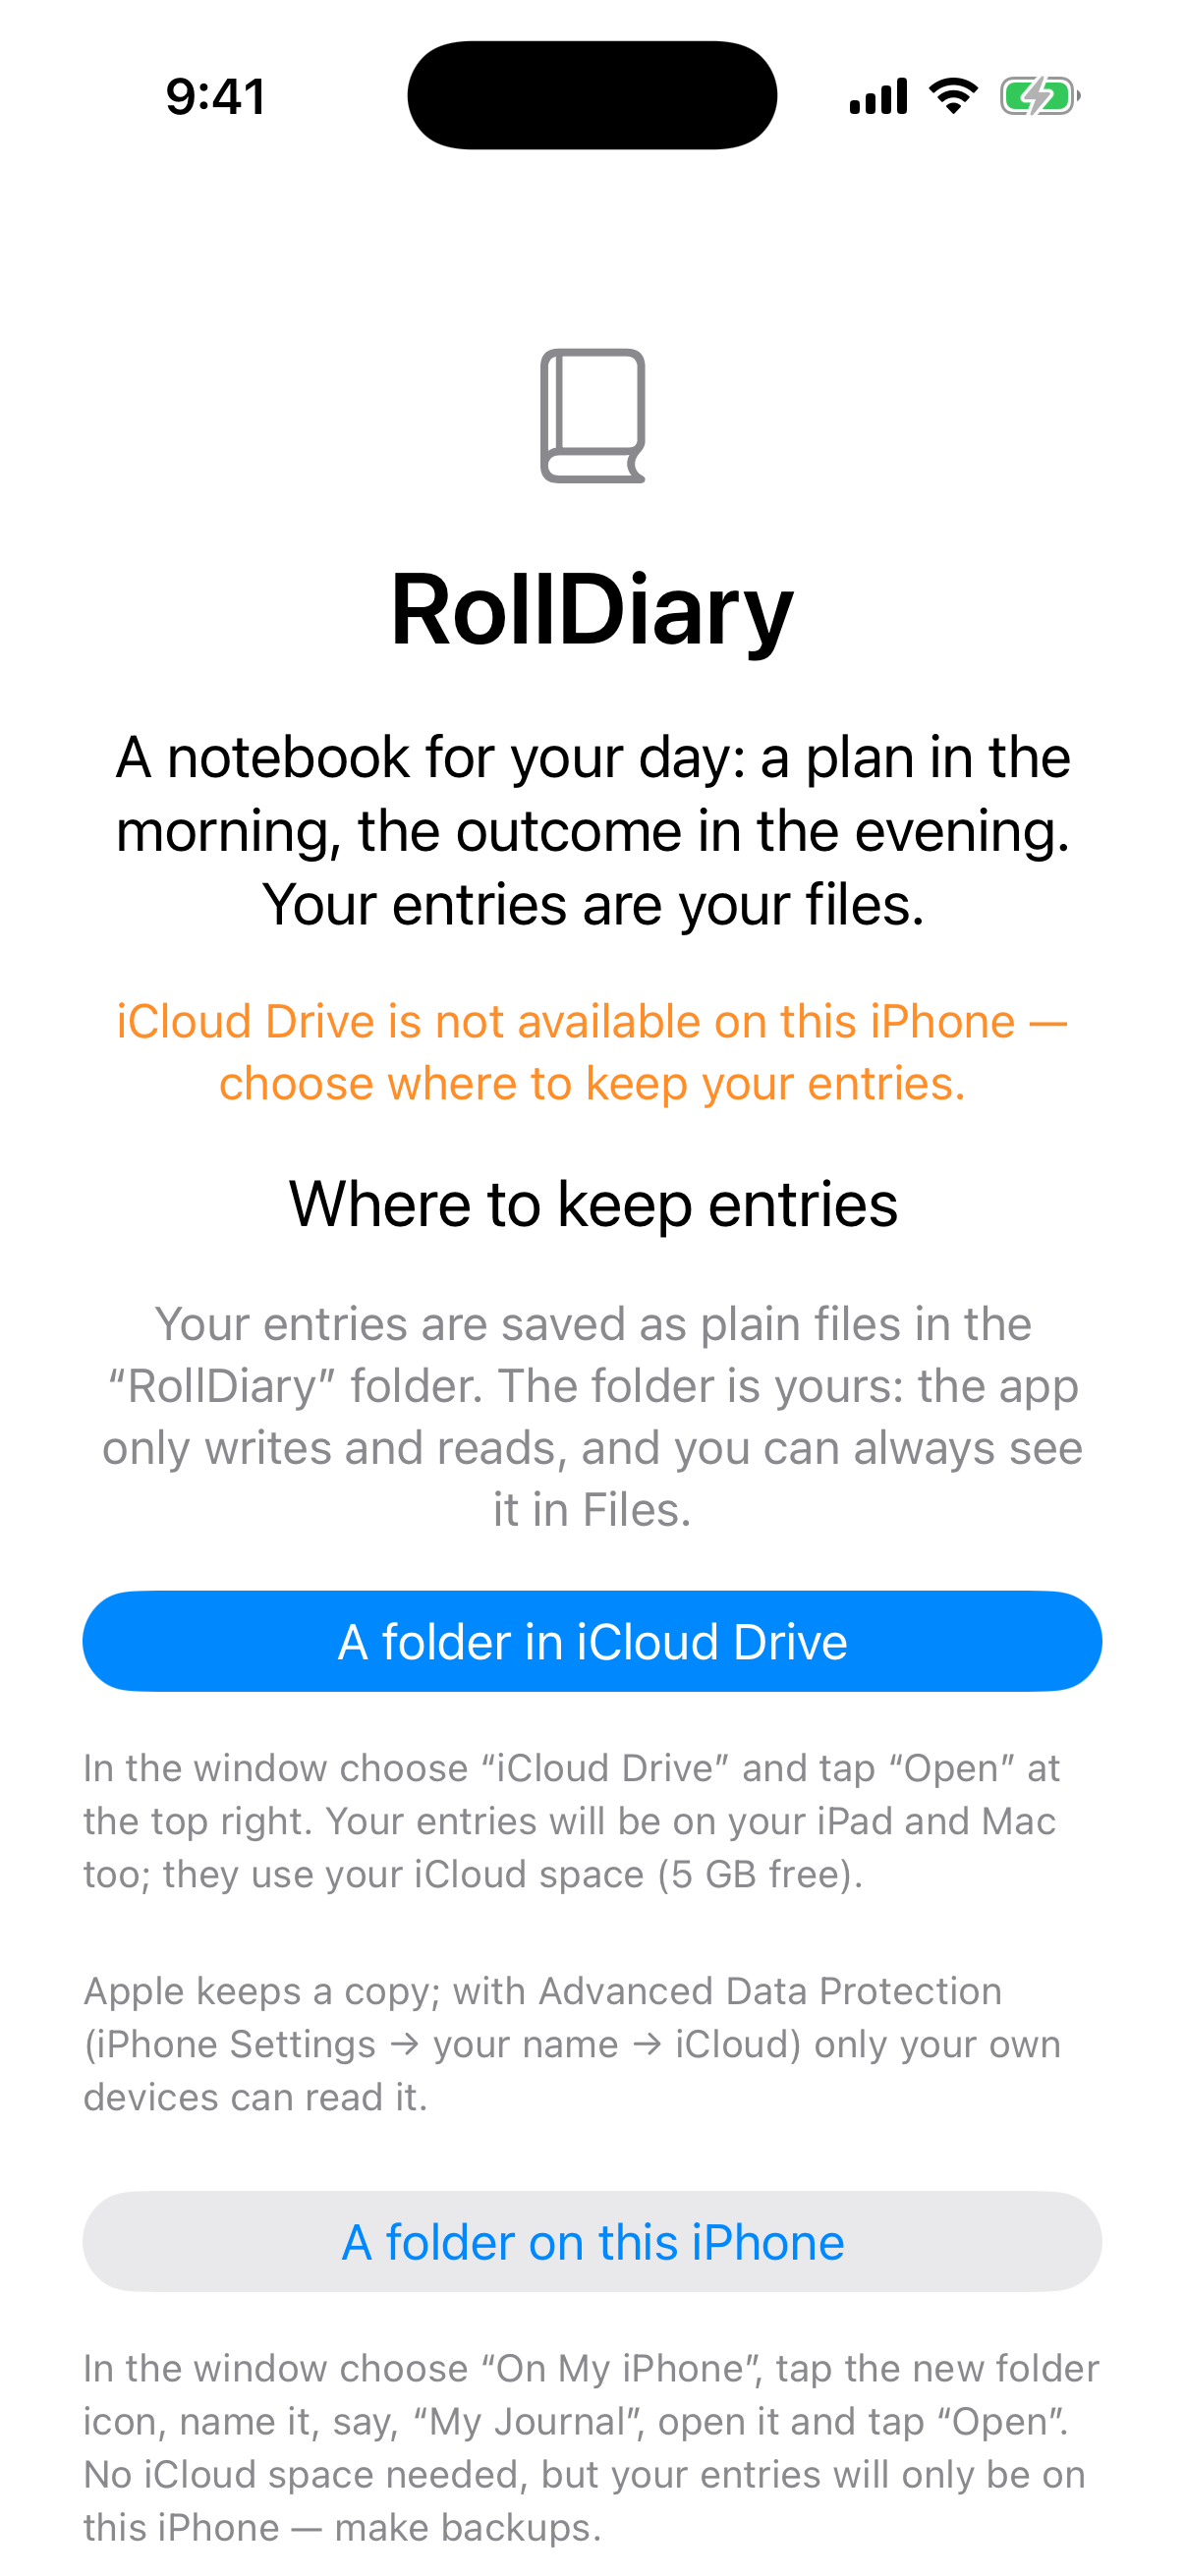 9:41
RollDiary
A notebook for your day: a plan in the
morning, the outcome in the evening.
Your entries are your files.
iCloud Drive is not available on this iPhone —
choose where to keep your entries.
Where to keep entries
Your entries are saved as plain files in the
“RollDiary” folder. The folder is yours: the app
only writes and reads, and you can always see
it in Files.
A folder in iCloud Drive
In the window choose “iCloud Drive” and tap “Open” at
the top right. Your entries will be on your iPad and Mac
too; they use your iCloud space (5 GB free).
Apple keeps a copy; with Advanced Data Protection
(iPhone Settings → your name → iCloud) only your own
devices can read it.
A folder on this iPhone
In the window choose “On My iPhone”, tap the new folder
icon, name it, say, “My Journal”, open it and tap “Open”.
No iCloud space needed, but your entries will only be on
this iPhone — make backups.